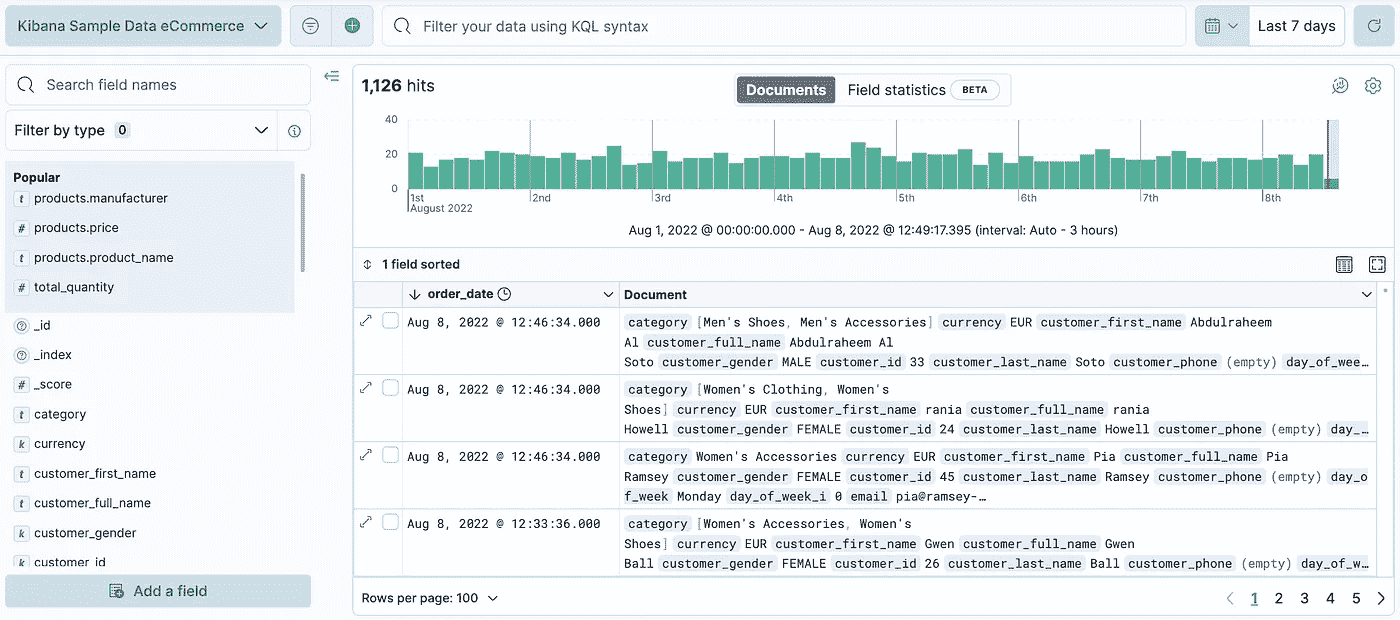 Kibana Sample Data eCommerce
Filter your data using KQL syntax
Last 7 days
Search field names
Filter by type 0
Popular
t products.manufacturer
# products.price
t products.product_name
# total_quantity
? _id
? _index
# _score
t category
k currency
t customer_first_name
t customer_full_name
k customer_gender
k customer_id
Add a field
1,126 hits
Documents
Field statistics BETA
40
20
0
1st
August 2022
2nd
3rd
4th
5th
6th
7th
8th
Aug 1, 2022 @ 00:00:00.000 - Aug 8, 2022 @ 12:49:17.395 (interval: Auto - 3 hours)
1 field sorted
order_date
Document
Aug 8, 2022 @ 12:46:34.000
category [Men's Shoes, Men's Accessories] currency EUR customer_first_name Abdulraheem
Al customer_full_name Abdulraheem Al
Soto customer_gender MALE customer_id 33 customer_last_name Soto customer_phone (empty) day_of_wee…
Aug 8, 2022 @ 12:46:34.000
category [Women's Clothing, Women's
Shoes] currency EUR customer_first_name rania customer_full_name rania
Howell customer_gender FEMALE customer_id 24 customer_last_name Howell customer_phone (empty) day_…
Aug 8, 2022 @ 12:46:34.000
category Women's Accessories currency EUR customer_first_name Pia customer_full_name Pia
Ramsey customer_gender FEMALE customer_id 45 customer_last_name Ramsey customer_phone (empty) day_o
f_week Monday day_of_week_i 0 email pia@ramsey-…
Aug 8, 2022 @ 12:33:36.000
category [Women's Accessories, Women's
Shoes] currency EUR customer_first_name Gwen customer_full_name Gwen
Ball customer_gender FEMALE customer_id 26 customer_last_name Ball customer_phone (empty) day_of_w…
Rows per page: 100
1 2 3 4 5